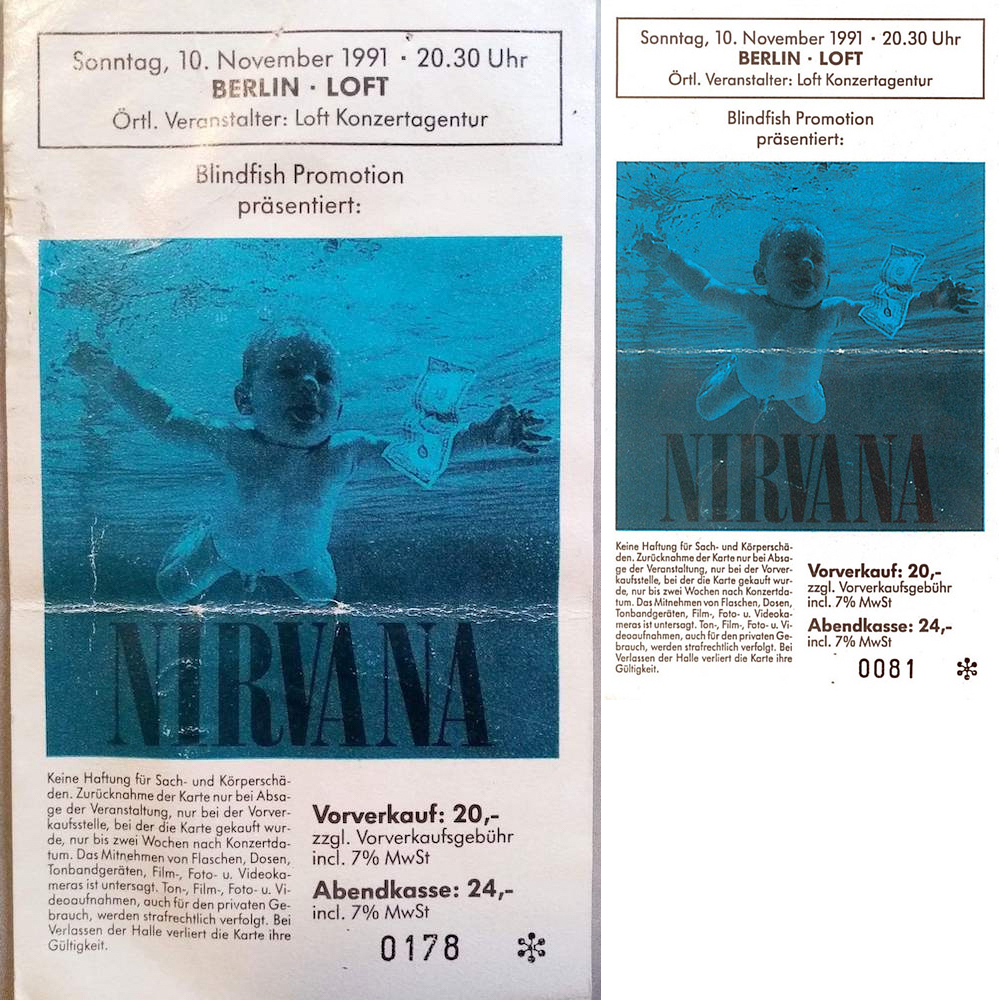 Sonntag, 10. November 1991 · 20.30 Uhr
BERLIN · LOFT
Örtl. Veranstalter: Loft Konzertagentur
Blindfish Promotion
präsentiert:
NIRVANA
Keine Haftung für Sach- und Körperschä-
den. Zurücknahme der Karte nur bei Absa-
ge der Veranstaltung, nur bei der Vorver-
kaufsstelle, bei der die Karte gekauft wur-
de, nur bis zwei Wochen nach Konzertda-
tum. Das Mitnehmen von Flaschen, Dosen,
Tonbandgeräten, Film-, Foto- u. Videoka-
meras ist untersagt. Ton-, Film-, Foto- u. Vi-
deoaufnahmen, auch für den privaten Ge-
brauch, werden strafrechtlich verfolgt. Bei
Verlassen der Halle verliert die Karte ihre
Gültigkeit.
Vorverkauf: 20,-
zzgl. Vorverkaufsgebühr
incl. 7% MwSt
Abendkasse: 24,-
incl. 7% MwSt
0178
Sonntag, 10. November 1991 · 20.30 Uhr
BERLIN · LOFT
Örtl. Veranstalter: Loft Konzertagentur
Blindfish Promotion
präsentiert:
NIRVANA
Keine Haftung für Sach- und Körperschä-
den. Zurücknahme der Karte nur bei Absa-
ge der Veranstaltung, nur bei der Vorver-
kaufsstelle, bei der die Karte gekauft wur-
de, nur bis zwei Wochen nach Konzertda-
tum. Das Mitnehmen von Flaschen, Dosen,
Tonbandgeräten, Film-, Foto- u. Videoka-
meras ist untersagt. Ton-, Film-, Foto- u. Vi-
deoaufnahmen, auch für den privaten Ge-
brauch, werden strafrechtlich verfolgt. Bei
Verlassen der Halle verliert die Karte ihre
Gültigkeit.
Vorverkauf: 20,-
zzgl. Vorverkaufsgebühr
incl. 7% MwSt
Abendkasse: 24,-
incl. 7% MwSt
0081